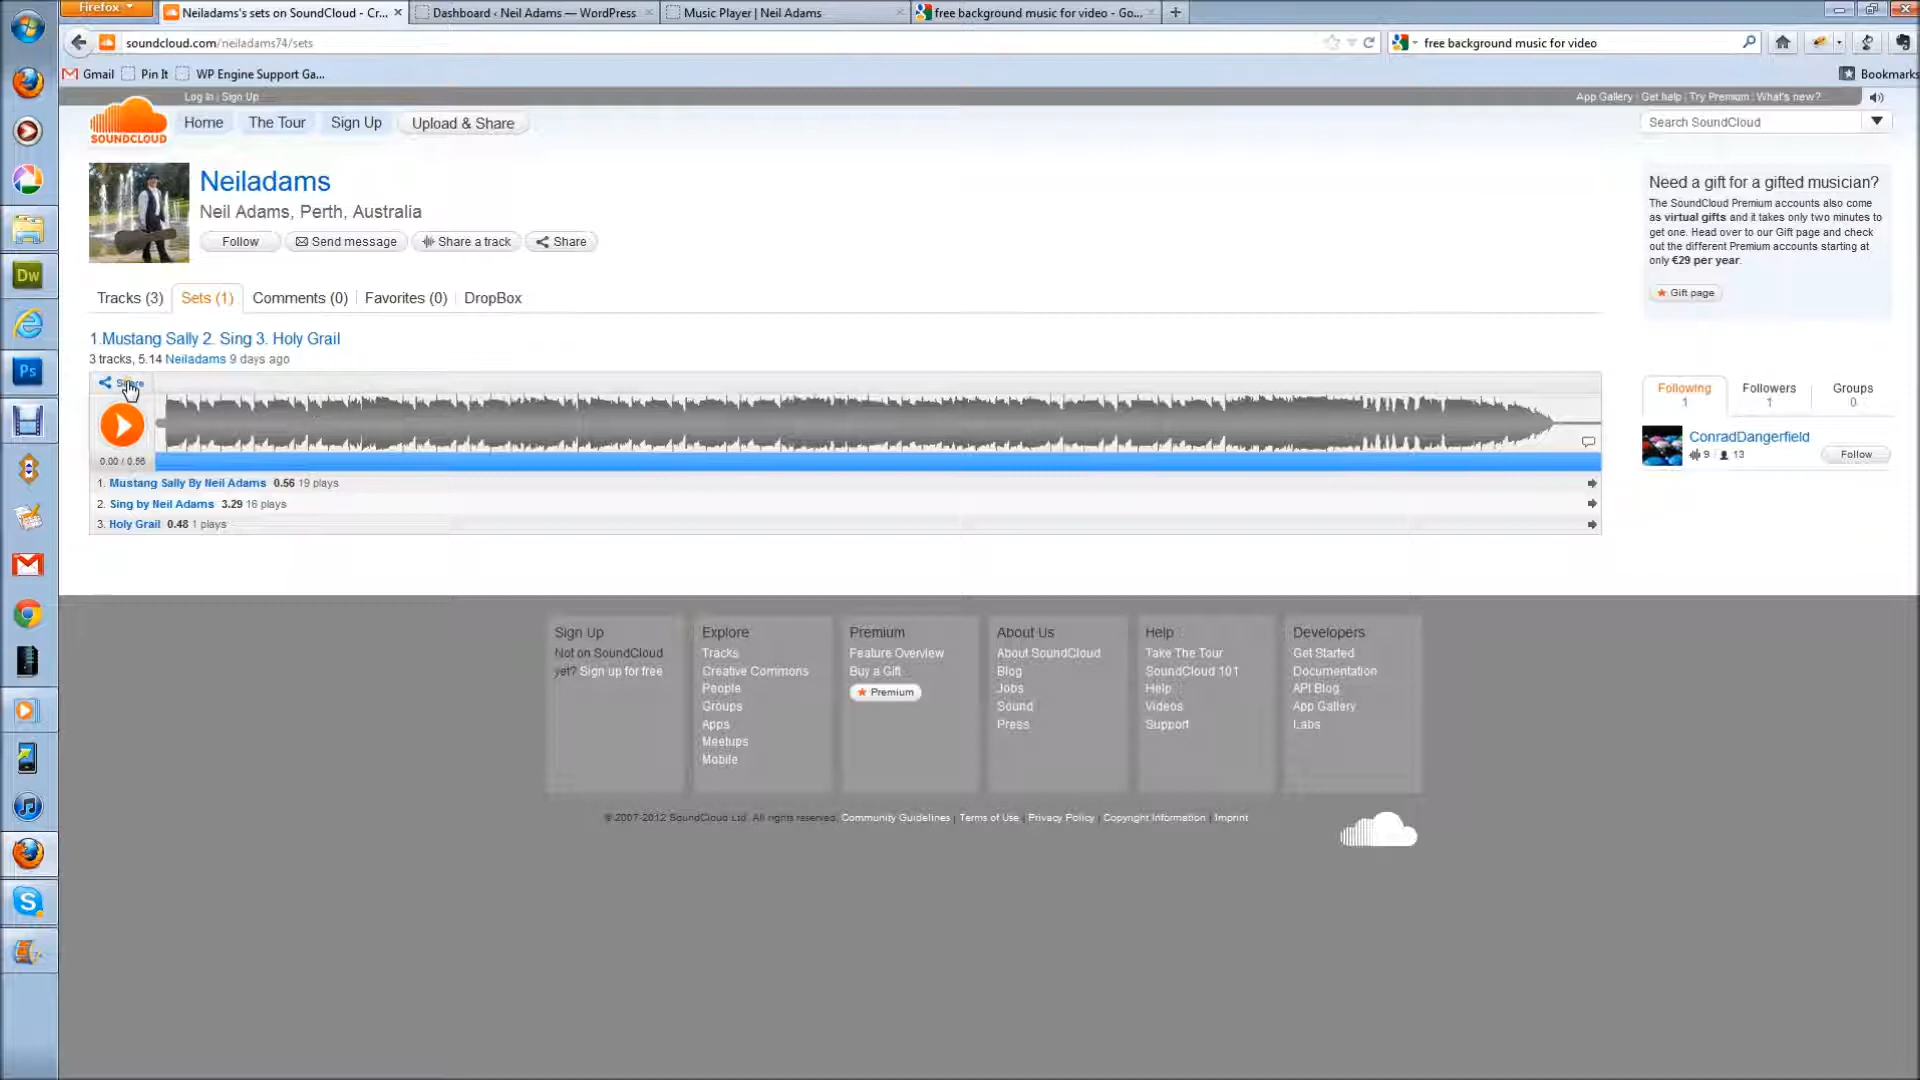 Firefox
Neiladams's sets on SoundCloud - Cr...
Dashboard ‹ Neil Adams — WordPress
Music Player | Neil Adams
free background music for video - Go...
soundcloud.com/neiladams74/sets
free background music for video
Gmail
Pin It
WP Engine Support Ga...
Bookmarks
Log In | Sign Up
App Gallery | Get help | Try Premium | What's new?
SOUNDCLOUD
Home
The Tour
Sign Up
Upload & Share
Search SoundCloud
Neiladams
Neil Adams, Perth, Australia
Follow
Send message
Share a track
Share
Need a gift for a gifted musician?
The SoundCloud Premium accounts also come
as virtual gifts and it takes only two minutes to
get one. Head over to our Gift page and check
out the different Premium accounts starting at
only €29 per year.
Gift page
Tracks (3)
Sets (1)
Comments (0)
Favorites (0)
DropBox
1.Mustang Sally 2. Sing 3. Holy Grail
3 tracks, 5.14 Neiladams 9 days ago
Share
0.00 / 0.56
1. Mustang Sally By Neil Adams 0.56 19 plays
2. Sing by Neil Adams 3.29 16 plays
3. Holy Grail 0.48 1 plays
Following
1
Followers
1
Groups
0
ConradDangerfield
9
13
Follow
Sign Up
Not on SoundCloud
yet? Sign up for free
Explore
Tracks
Creative Commons
People
Groups
Apps
Meetups
Mobile
Premium
Feature Overview
Buy a Gift
Premium
About Us
About SoundCloud
Blog
Jobs
Sound
Press
Help
Take The Tour
SoundCloud 101
Help
Videos
Support
Developers
Get Started
Documentation
API Blog
App Gallery
Labs
© 2007-2012 SoundCloud Ltd. All rights reserved. Community Guidelines | Terms of Use | Privacy Policy | Copyright Information | Imprint
Dw
Ps
S